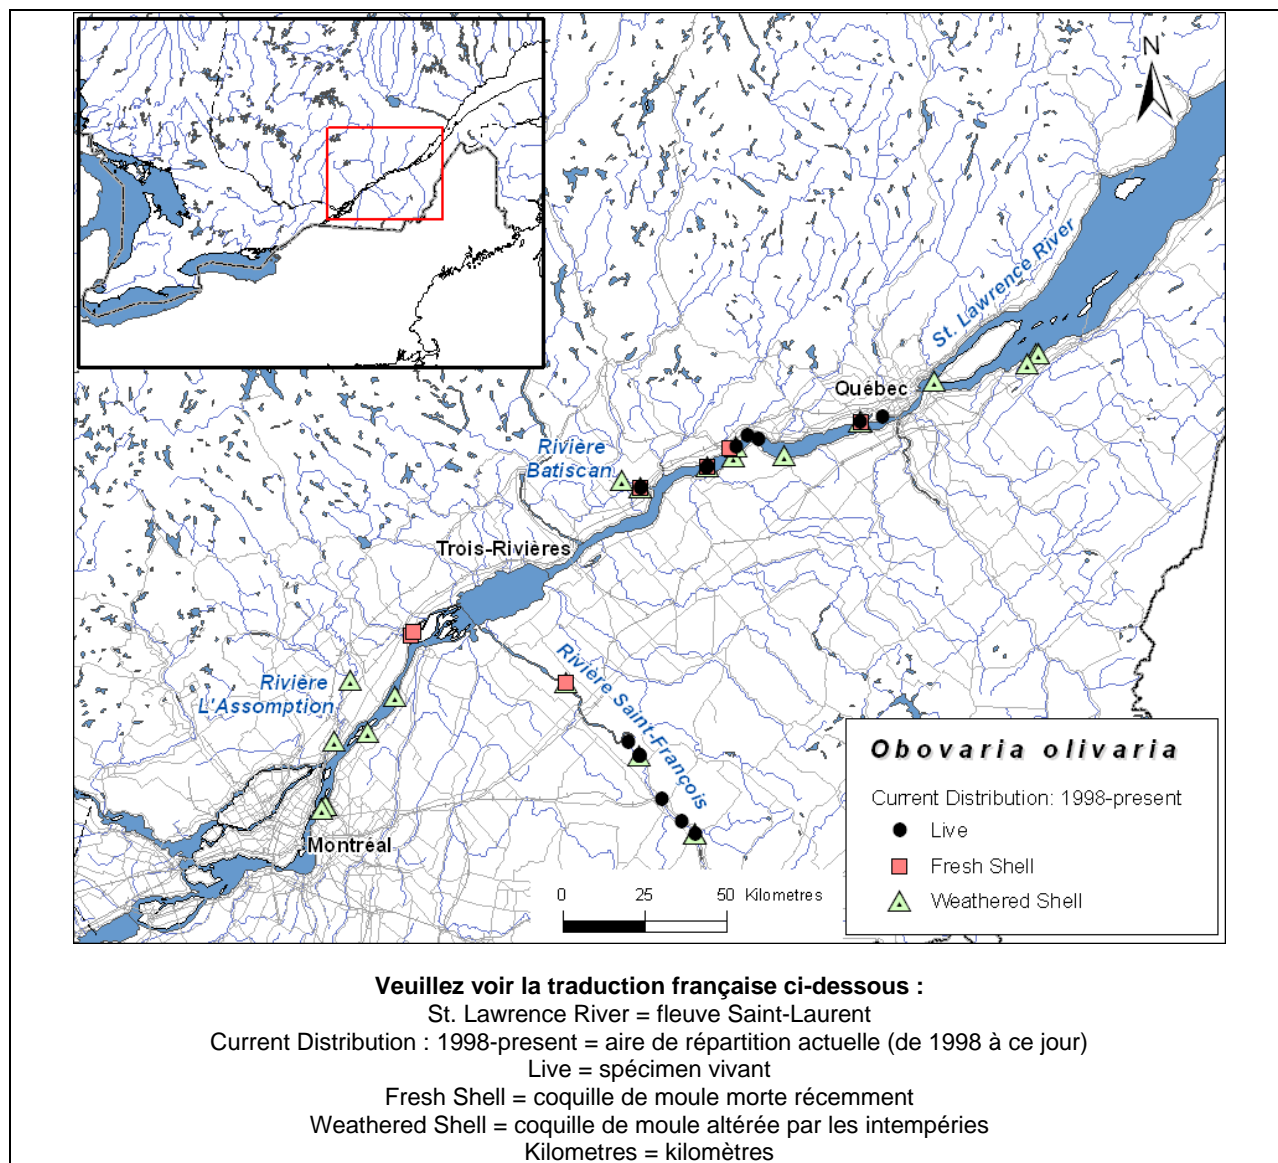 N
St. Lawrence River
Québec
Rivière
Batiscan
Trois-Rivières
Rivière
L'Assomption
Rivière Saint-François
Montréal
Obovaria olivaria
Current Distribution: 1998-present
Live
Fresh Shell
Weathered Shell
0 25 50 Kilometres
Veuillez voir la traduction française ci-dessous :
St. Lawrence River = fleuve Saint-Laurent
Current Distribution : 1998-present = aire de répartition actuelle (de 1998 à ce jour)
Live = spécimen vivant
Fresh Shell = coquille de moule morte récemment
Weathered Shell = coquille de moule altérée par les intempéries
Kilometres = kilomètres